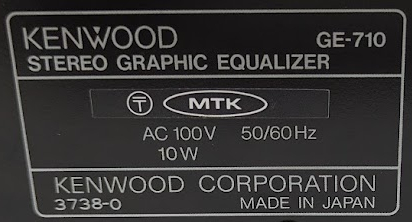 KENWOOD GE-710
STEREO GRAPHIC EQUALIZER
〒 MTK
AC 100V 50/60Hz
10W
KENWOOD CORPORATION
3738-0 MADE IN JAPAN